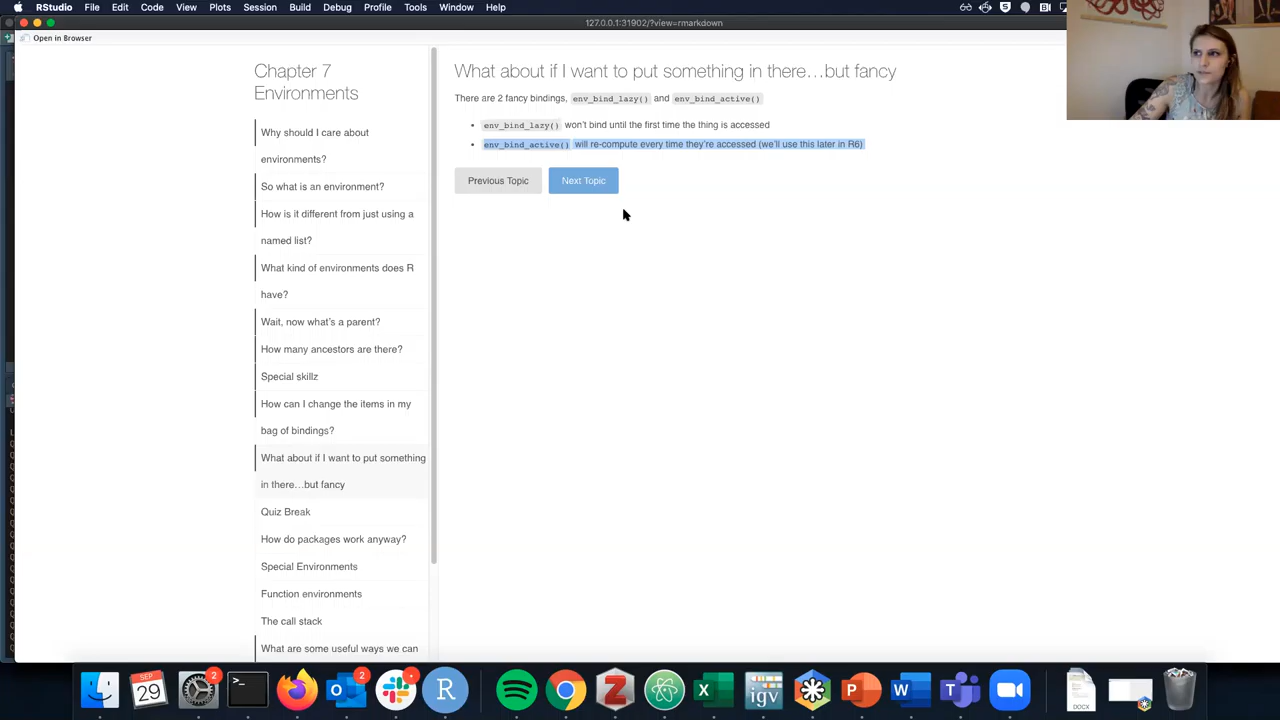 RStudio File Edit Code View Plots Session Build Debug Profile Tools Window Help
127.0.0.1:31902/?view=rmarkdown
Open in Browser
Chapter 7
Environments
Why should I care about
environments?
So what is an environment?
How is it different from just using a
named list?
What kind of environments does R
have?
Wait, now what's a parent?
How many ancestors are there?
Special skillz
How can I change the items in my
bag of bindings?
What about if I want to put something
in there…but fancy
Quiz Break
How do packages work anyway?
Special Environments
Function environments
The call stack
What are some useful ways we can
What about if I want to put something in there…but fancy
There are 2 fancy bindings, env_bind_lazy() and env_bind_active()
• env_bind_lazy() won't bind until the first time the thing is accessed
• env_bind_active() will re-compute every time they're accessed (we'll use this later in R6)
Previous Topic Next Topic
SEP
29
2
>_
2
R
Z
X
igv
P
W
T
DOCX